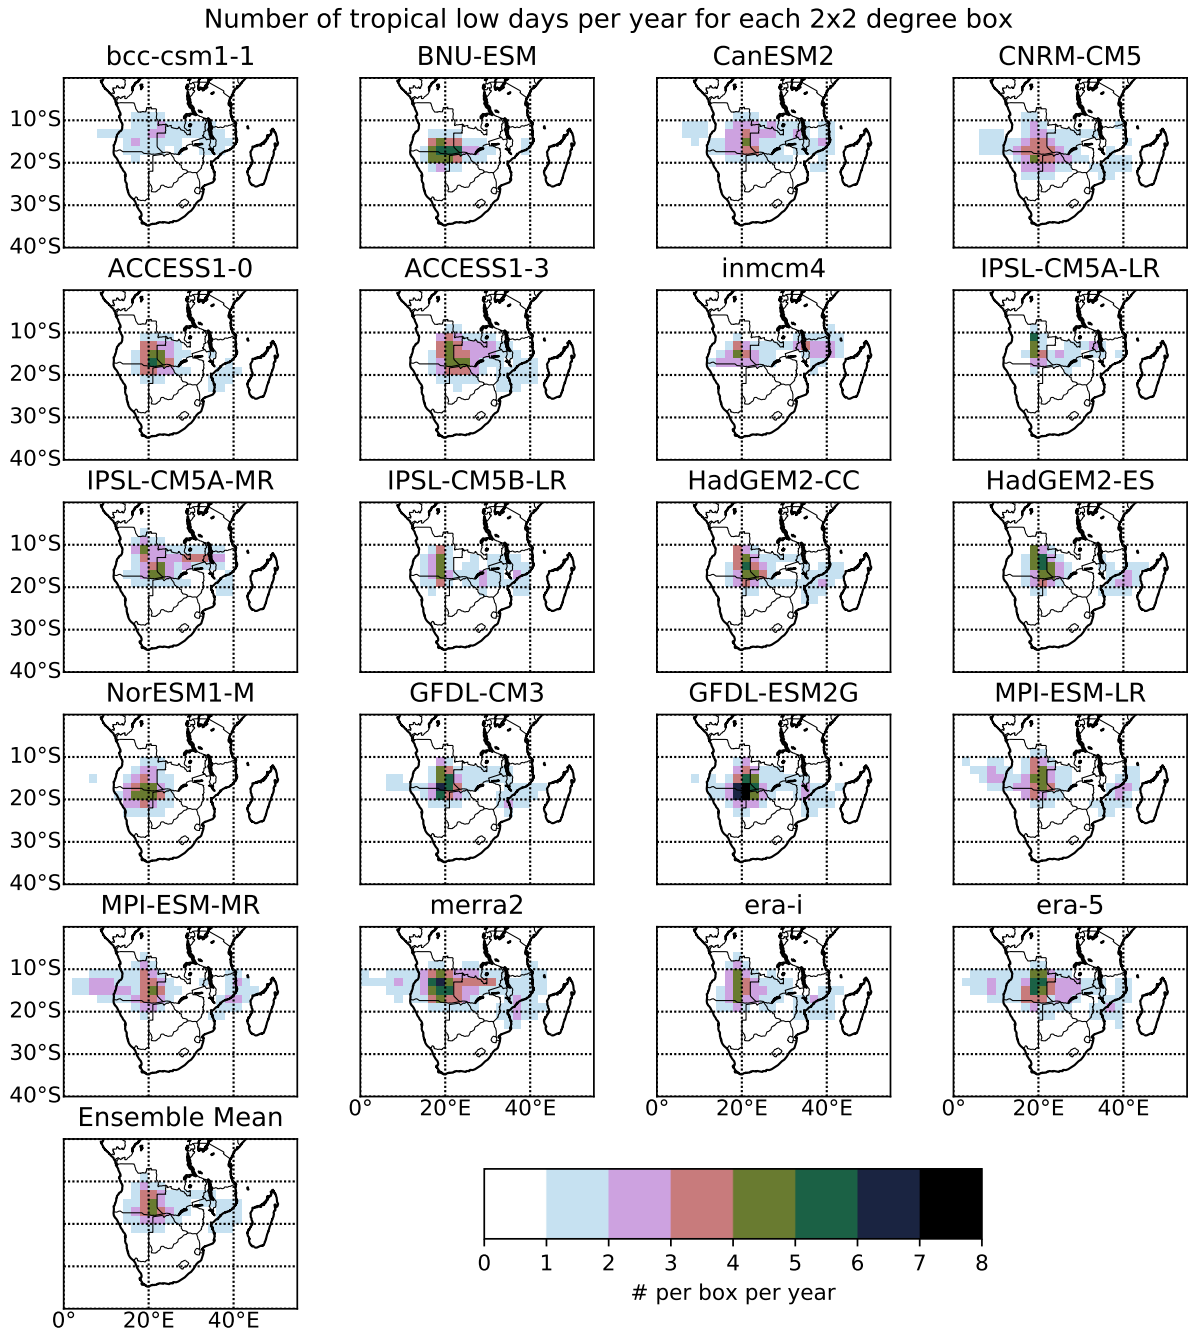 Number of tropical low days per year for each 2x2 degree box
bcc-csm1-1 BNU-ESM CanESM2 CNRM-CM5
10°S
20°S
30°S
40°S
ACCESS1-0 ACCESS1-3 inmcm4 IPSL-CM5A-LR
10°S
20°S
30°S
40°S
IPSL-CM5A-MR IPSL-CM5B-LR HadGEM2-CC HadGEM2-ES
10°S
20°S
30°S
40°S
NorESM1-M GFDL-CM3 GFDL-ESM2G MPI-ESM-LR
10°S
20°S
30°S
40°S
MPI-ESM-MR merra2 era-i era-5
10°S
20°S
30°S
40°S
0° 20°E 40°E 0° 20°E 40°E 0° 20°E 40°E
Ensemble Mean
0 1 2 3 4 5 6 7 8
# per box per year
0° 20°E 40°E